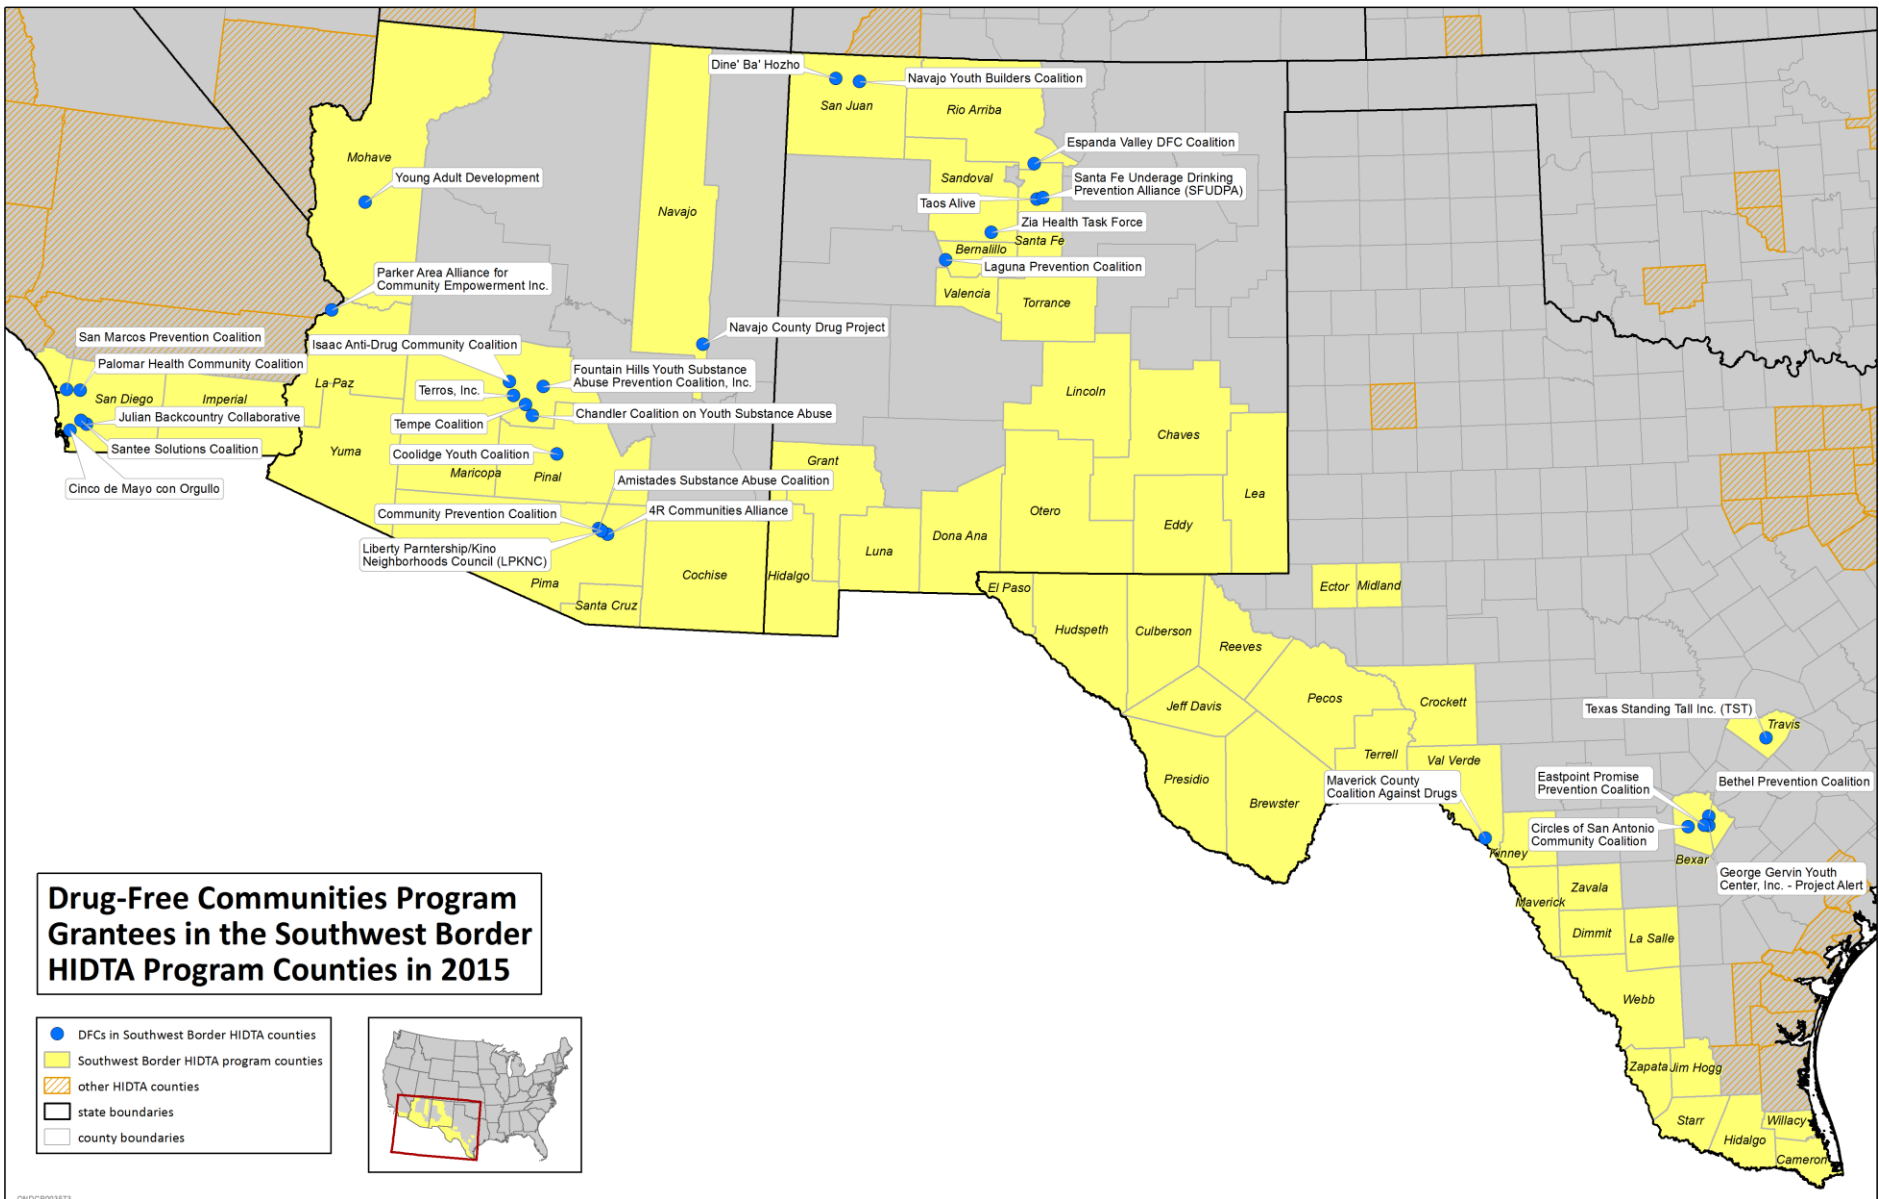 Dine' Ba' Hozho
Navajo Youth Builders Coalition
San Juan
Rio Arriba
Mohave
Espanda Valley DFC Coalition
Young Adult Development
Sandoval
Santa Fe Underage Drinking
Prevention Alliance (SFUDPA)
Taos Alive
Navajo
Zia Health Task Force
Santa Fe
Bernalillo
Laguna Prevention Coalition
Parker Area Alliance for
Community Empowerment Inc.
Valencia
Torrance
Navajo County Drug Project
San Marcos Prevention Coalition
Isaac Anti-Drug Community Coalition
Palomar Health Community Coalition
Fountain Hills Youth Substance
Abuse Prevention Coalition, Inc.
La Paz
Terros, Inc.
Lincoln
San Diego
Imperial
Julian Backcountry Collaborative
Tempe Coalition
Chandler Coalition on Youth Substance Abuse
Chaves
Santee Solutions Coalition
Yuma
Coolidge Youth Coalition
Grant
Maricopa
Pinal
Amistades Substance Abuse Coalition
Cinco de Mayo con Orgullo
Lea
Community Prevention Coalition
4R Communities Alliance
Otero
Eddy
Dona Ana
Liberty Parntership/Kino
Neighborhoods Council (LPKNC)
Luna
Pima
Cochise
Hidalgo
Santa Cruz
El Paso
Ector
Midland
Hudspeth
Culberson
Reeves
Jeff Davis
Pecos
Crockett
Texas Standing Tall Inc. (TST)
Travis
Terrell
Val Verde
Presidio
Brewster
Maverick County
Coalition Against Drugs
Eastpoint Promise
Prevention Coalition
Bethel Prevention Coalition
Circles of San Antonio
Community Coalition
Kinney
Bexar
George Gervin Youth
Center, Inc. - Project Alert
Zavala
Maverick
Dimmit
La Salle
Webb
Zapata
Jim Hogg
Starr
Willacy
Hidalgo
Cameron
Drug-Free Communities Program
Grantees in the Southwest Border
HIDTA Program Counties in 2015
DFCs in Southwest Border HIDTA counties
Southwest Border HIDTA program counties
other HIDTA counties
state boundaries
county boundaries